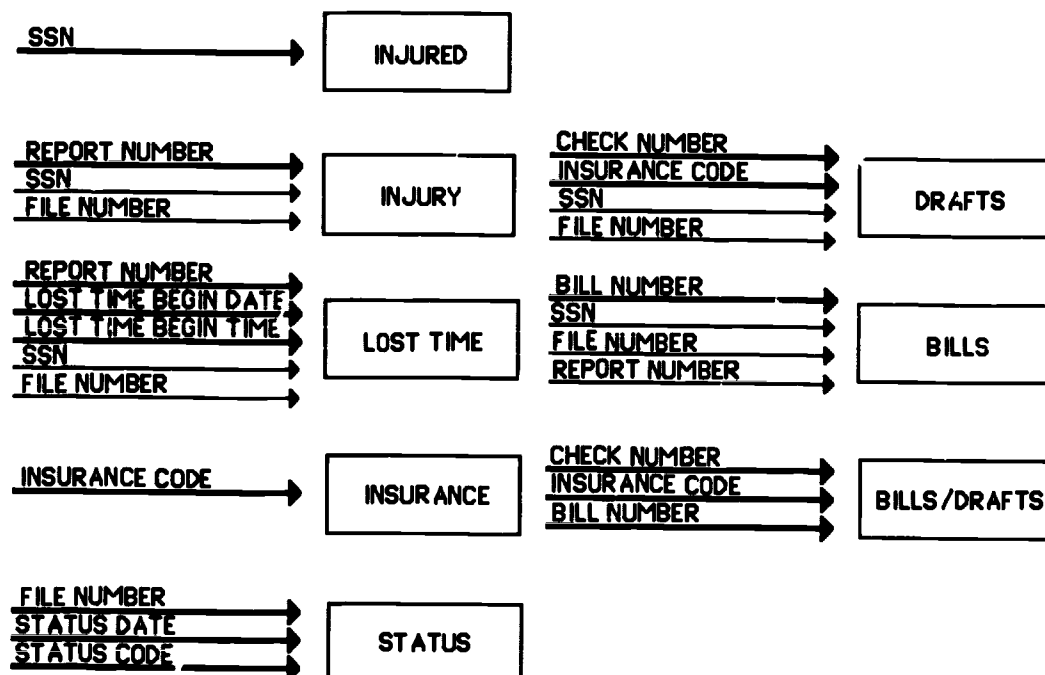 SSN
INJURED
REPORT NUMBER
SSN
FILE NUMBER
INJURY
CHECK NUMBER
INSURANCE CODE
SSN
FILE NUMBER
DRAFTS
REPORT NUMBER
LOST TIME BEGIN DATE
LOST TIME BEGIN TIME
SSN
FILE NUMBER
LOST TIME
BILL NUMBER
SSN
FILE NUMBER
REPORT NUMBER
BILLS
INSURANCE CODE
INSURANCE
CHECK NUMBER
INSURANCE CODE
BILL NUMBER
BILLS/DRAFTS
FILE NUMBER
STATUS DATE
STATUS CODE
STATUS